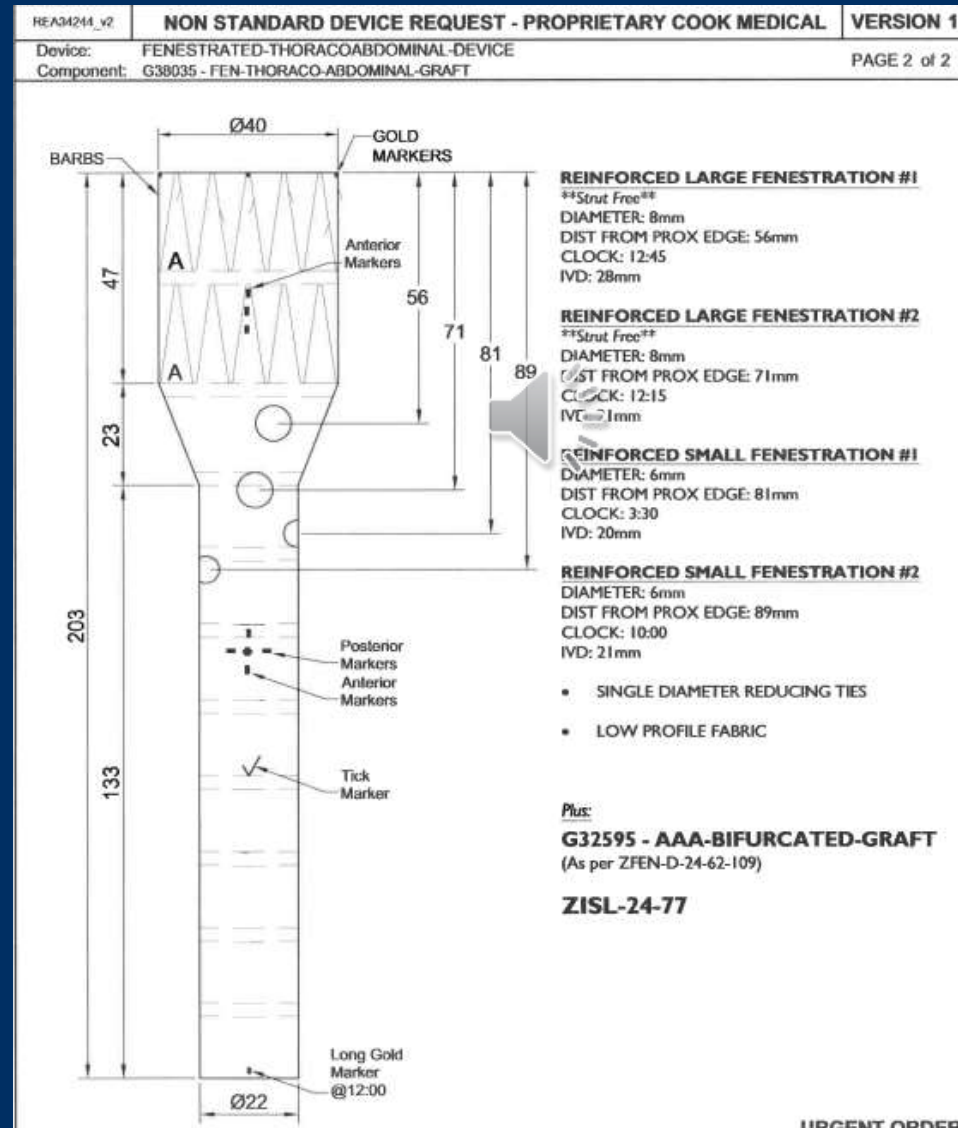 REA34244_v2
NON STANDARD DEVICE REQUEST - PROPRIETARY COOK MEDICAL
VERSION 1
Device: FENESTRATED-THORACOABDOMINAL-DEVICE
Component: G38035 - FEN-THORACO-ABDOMINAL-GRAFT
PAGE 2 of 2
Ø40
BARBS
GOLD
MARKERS
A
Anterior
Markers
47
56
71
81
89
A
23
203
Posterior
Markers
Anterior
Markers
133
Tick
Marker
Long Gold
Marker
@12:00
Ø22
REINFORCED LARGE FENESTRATION #1
**Strut Free**
DIAMETER: 8mm
DIST FROM PROX EDGE: 56mm
CLOCK: 12:45
IVD: 28mm
REINFORCED LARGE FENESTRATION #2
**Strut Free**
DIAMETER: 8mm
DIST FROM PROX EDGE: 71mm
CLOCK: 12:15
REINFORCED SMALL FENESTRATION #1
DIAMETER: 6mm
DIST FROM PROX EDGE: 81mm
CLOCK: 3:30
IVD: 20mm
REINFORCED SMALL FENESTRATION #2
DIAMETER: 6mm
DIST FROM PROX EDGE: 89mm
CLOCK: 10:00
IVD: 21mm
• SINGLE DIAMETER REDUCING TIES
• LOW PROFILE FABRIC
Plus:
G32595 - AAA-BIFURCATED-GRAFT
(As per ZFEN-D-24-62-109)
ZISL-24-77
URGENT ORDER